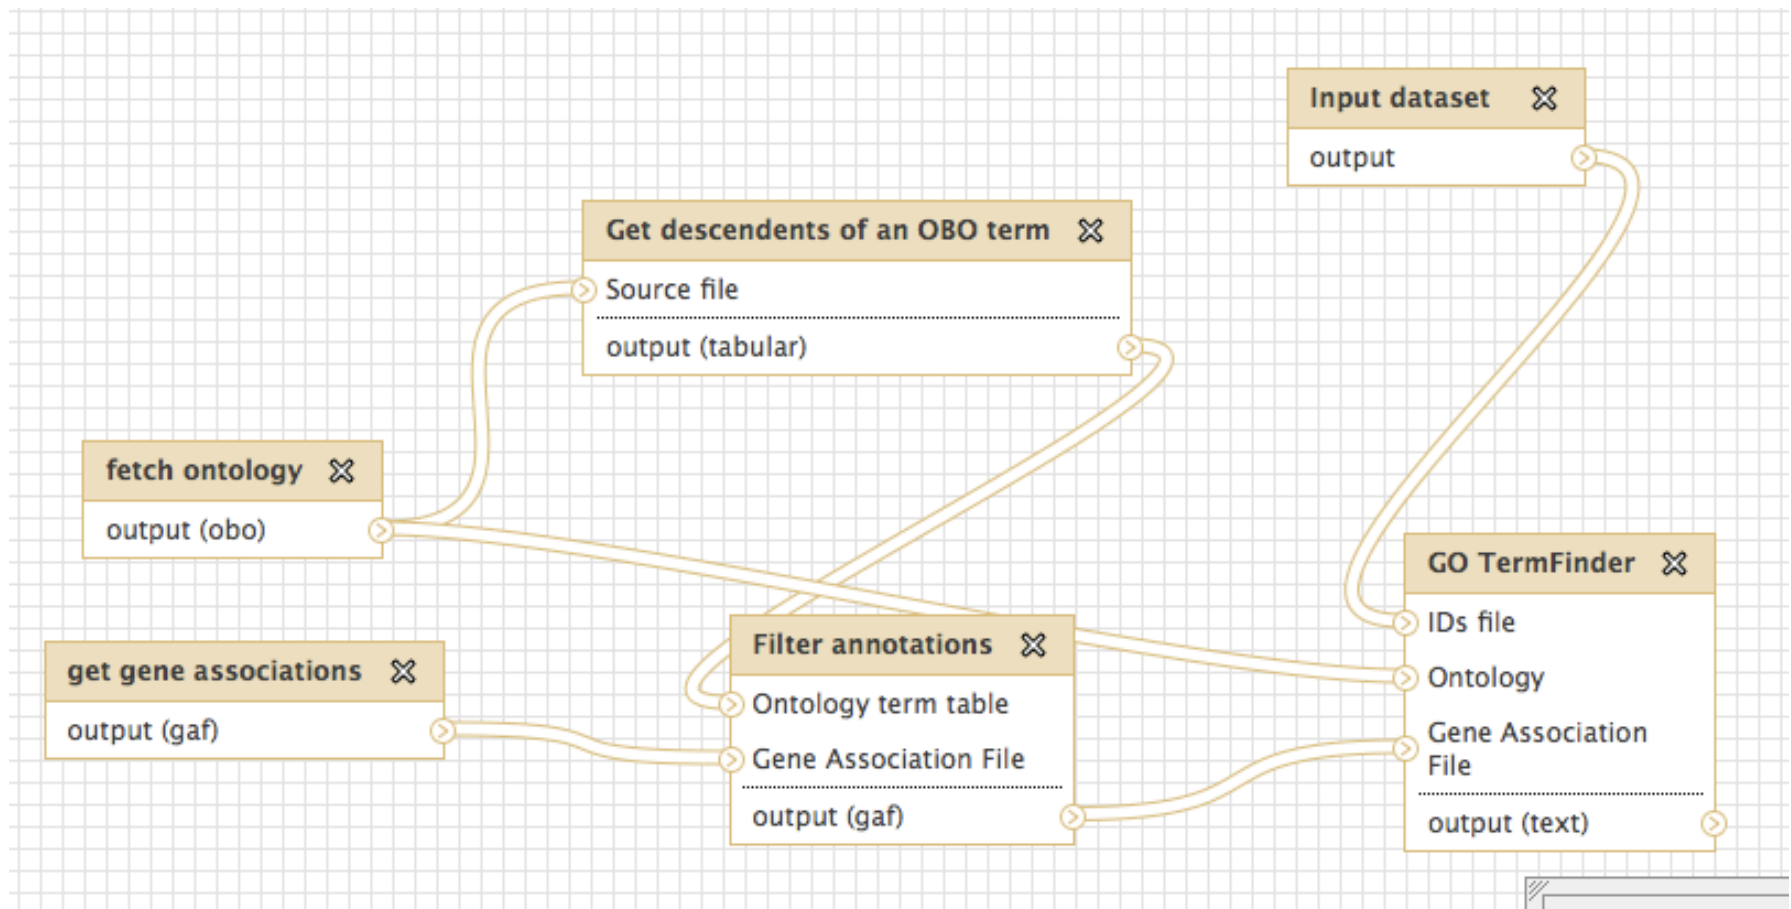 Input dataset
output
Get descendents of an OBO term
Source file
output (tabular)
fetch ontology
output (obo)
get gene associations
output (gaf)
Filter annotations
Ontology term table
Gene Association File
output (gaf)
GO TermFinder
IDs file
Ontology
Gene Association
File
output (text)